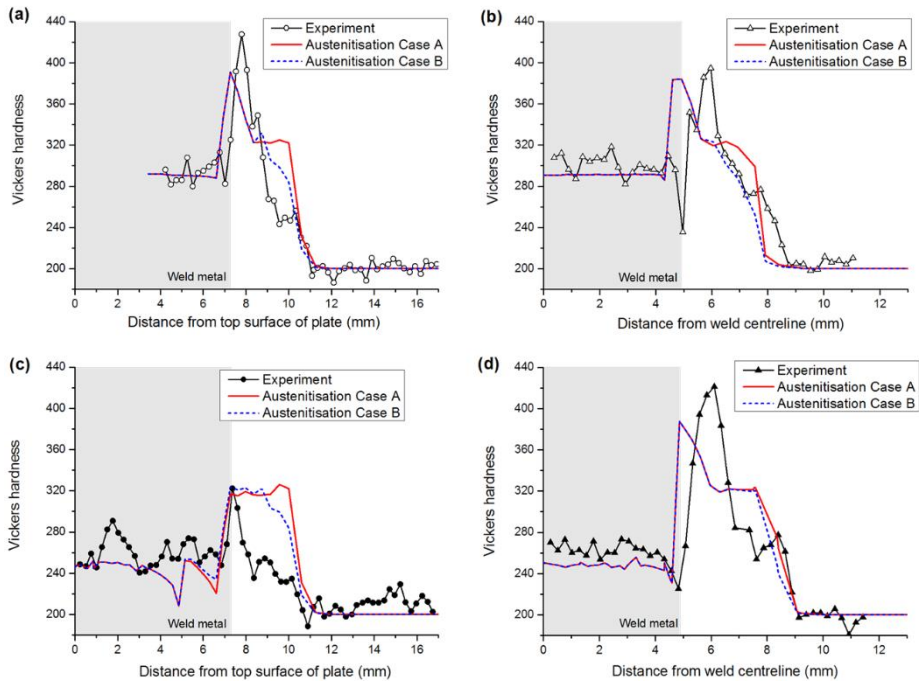 (a)
Experiment
Austenitisation Case A
Austenitisation Case B
Vickers hardness
440
400
360
320
280
240
200
Weld metal
0 2 4 6 8 10 12 14 16
Distance from top surface of plate (mm)
(b)
Experiment
Austenitisation Case A
Austenitisation Case B
Vickers hardness
440
400
360
320
280
240
200
Weld metal
0 2 4 6 8 10 12
Distance from weld centreline (mm)
(c)
Experiment
Austenitisation Case A
Austenitisation Case B
Vickers hardness
440
400
360
320
280
240
200
Weld metal
0 2 4 6 8 10 12 14 16
Distance from top surface of plate (mm)
(d)
Experiment
Austenitisation Case A
Austenitisation Case B
Vickers hardness
440
400
360
320
280
240
200
Weld metal
0 2 4 6 8 10 12
Distance from weld centreline (mm)